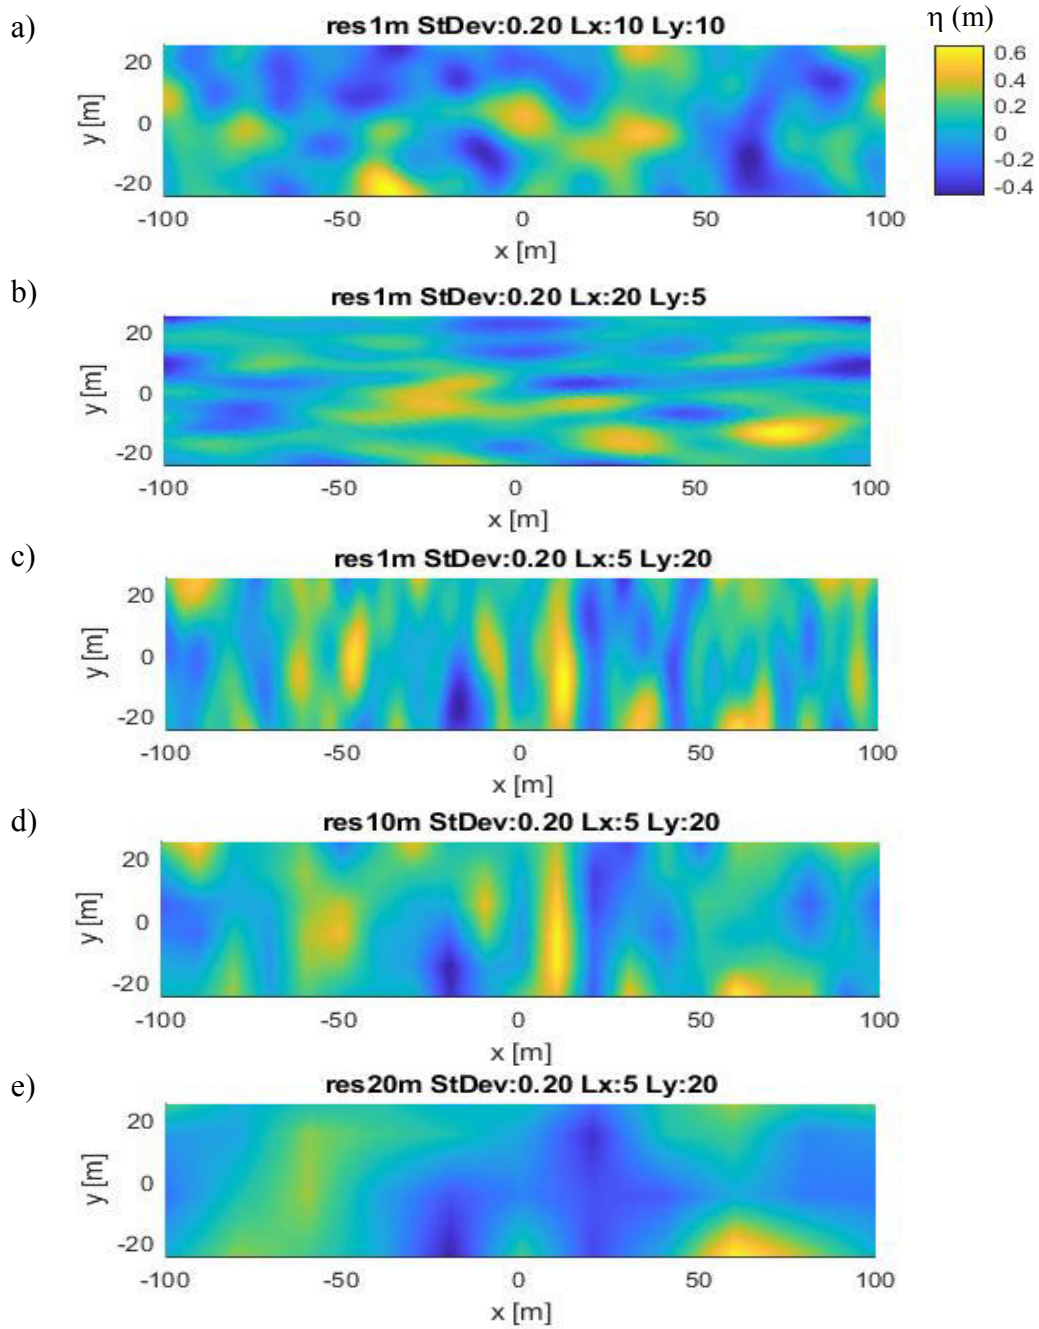 a)
res1m StDev:0.20 Lx:10 Ly:10
η (m)
0.6
0.4
0.2
0
-0.2
-0.4
20
0
-20
y [m]
-100 -50 0 50 100
x [m]
b)
res1m StDev:0.20 Lx:20 Ly:5
20
0
-20
y [m]
-100 -50 0 50 100
x [m]
c)
res1m StDev:0.20 Lx:5 Ly:20
20
0
-20
y [m]
-100 -50 0 50 100
x [m]
d)
res10m StDev:0.20 Lx:5 Ly:20
20
0
-20
y [m]
-100 -50 0 50 100
x [m]
e)
res20m StDev:0.20 Lx:5 Ly:20
20
0
-20
y [m]
-100 -50 0 50 100
x [m]